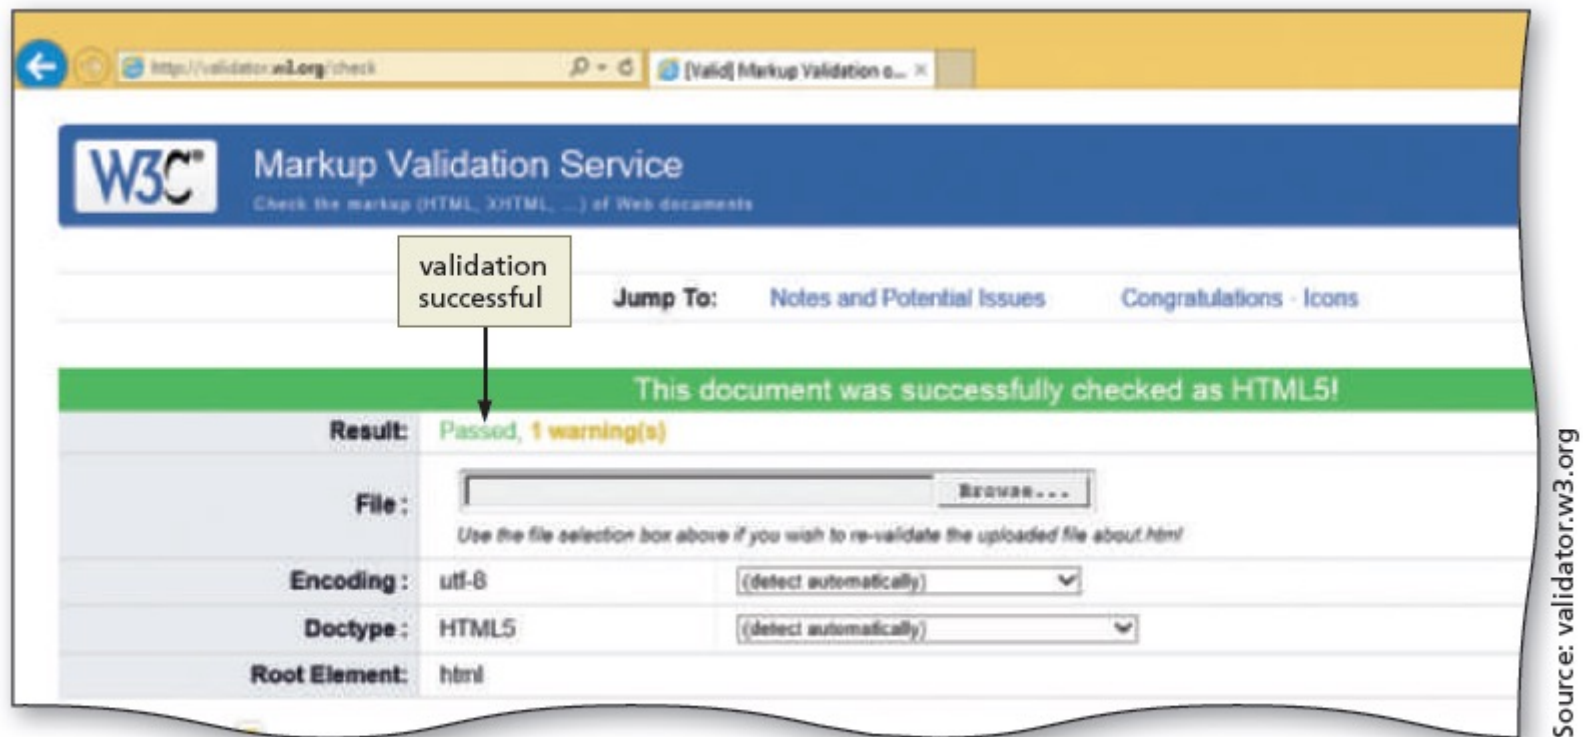 http://validator.w3.org/check
[Valid] Markup Validation o...
W3C®
Markup Validation Service
Check the markup (HTML, XHTML, ...) of Web documents
validation
successful
Jump To: Notes and Potential Issues Congratulations · Icons
This document was successfully checked as HTML5!
Result: Passed, 1 warning(s)
File : Browse...
Use the file selection box above if you wish to re-validate the uploaded file about.html
Encoding : utf-8 (detect automatically)
Doctype : HTML5 (detect automatically)
Root Element: html
Source: validator.w3.org